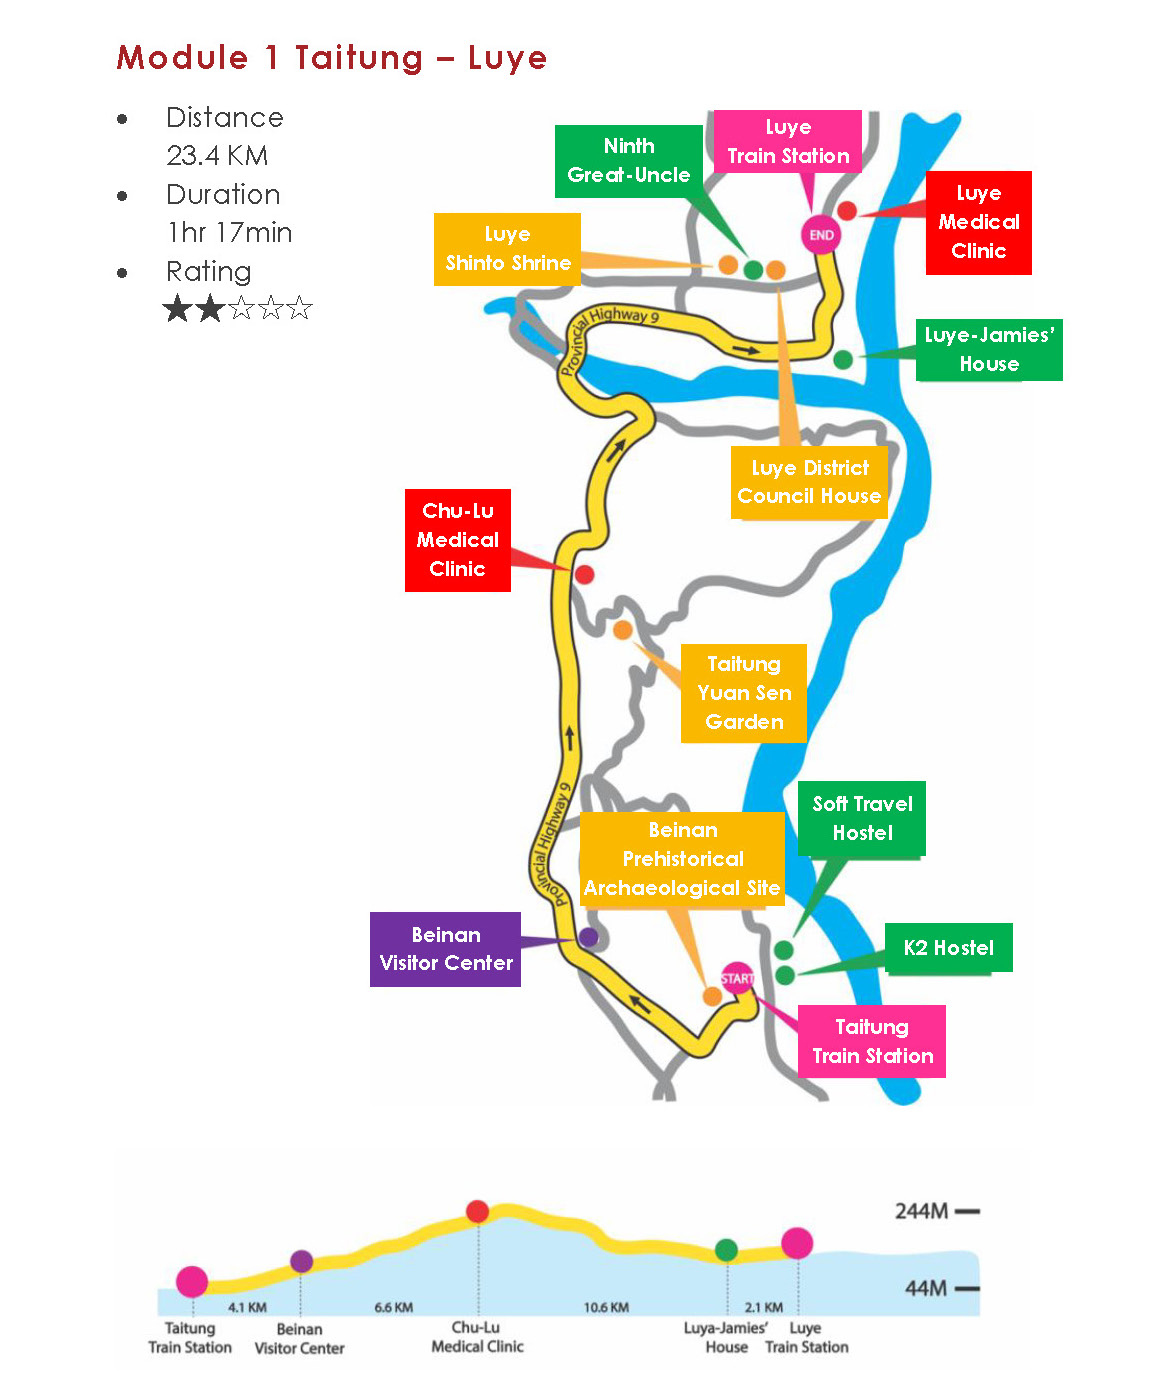 Module 1 Taitung – Luye
• Distance
23.4 KM
• Duration
1hr 17min
• Rating
★★☆☆☆
Luye
Train Station
Ninth
Great-Uncle
Luye
Medical
Clinic
Luye
Shinto Shrine
END
Provincial Highway 9
Luye-Jamies’
House
Luye District
Council House
Chu-Lu
Medical
Clinic
Taitung
Yuan Sen
Garden
Provincial Highway 9
Soft Travel
Hostel
Beinan
Prehistorical
Archaeological Site
Beinan
Visitor Center
K2 Hostel
START
Taitung
Train Station
244M
44M
4.1 KM
6.6 KM
10.6 KM
2.1 KM
Taitung
Train Station
Beinan
Visitor Center
Chu-Lu
Medical Clinic
Luya-Jamies’
House
Luye
Train Station